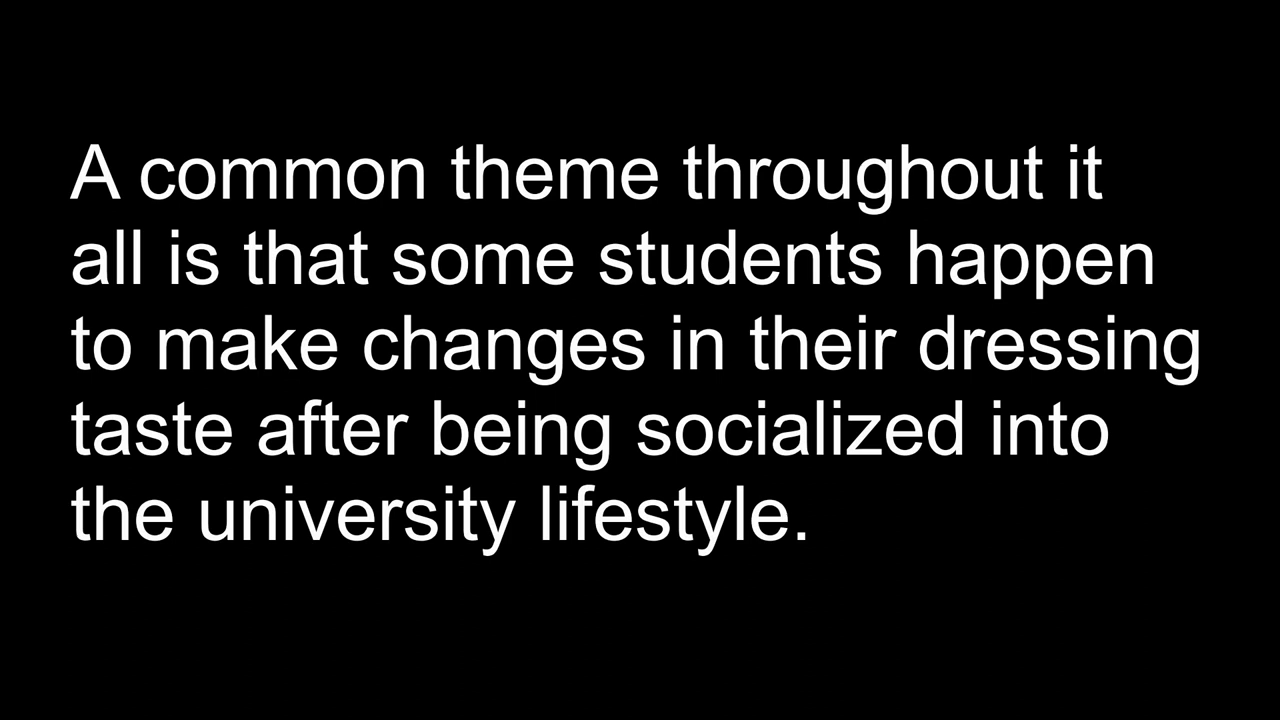 A common theme throughout it
all is that some students happen
to make changes in their dressing
taste after being socialized into
the university lifestyle.